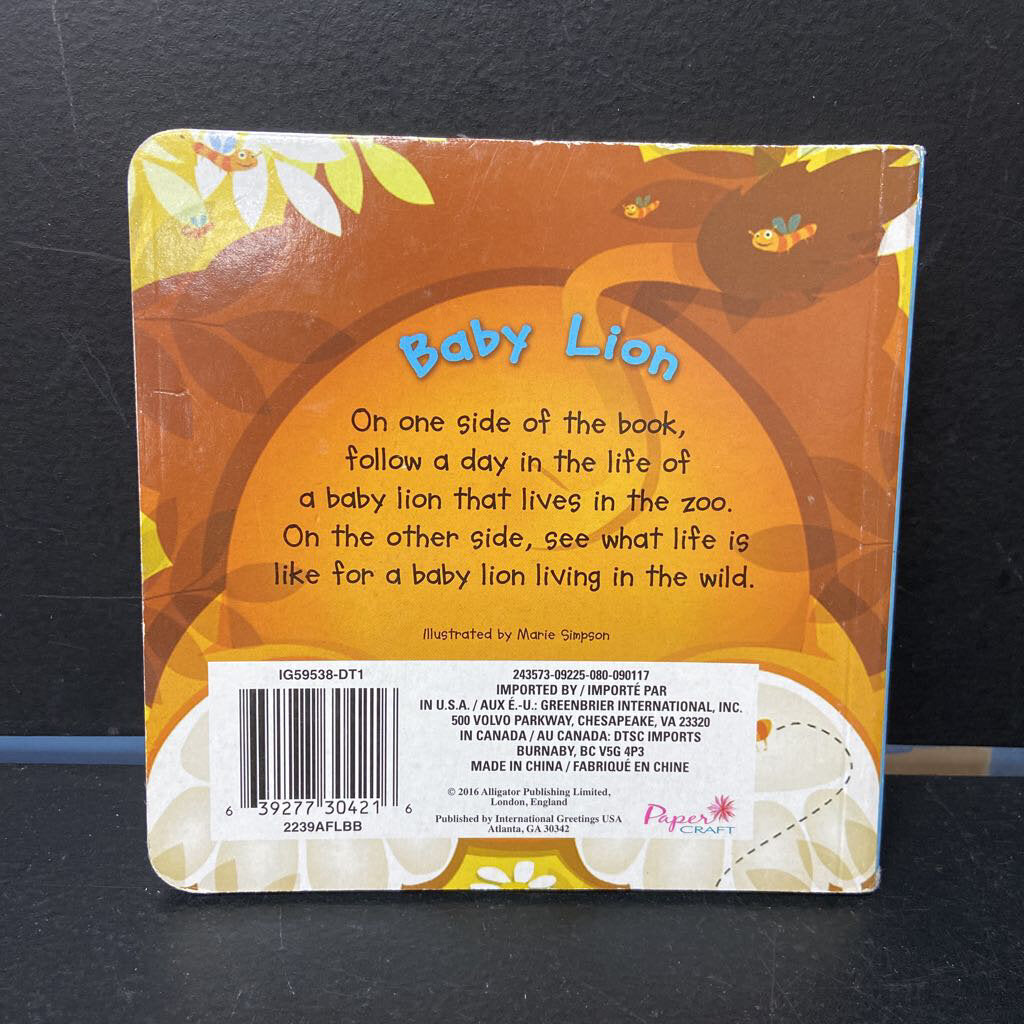 Baby Lion
On one side of the book,
follow a day in the life of
a baby lion that lives in the zoo.
On the other side, see what life is
like for a baby lion living in the wild.
Illustrated by Marie Simpson
IG59538-DT1
6 39277 30421 6
2239AFLBB
243573-09225-080-090117
IMPORTED BY / IMPORTÉ PAR
IN U.S.A. / AUX É.-U.: GREENBRIER INTERNATIONAL, INC.
500 VOLVO PARKWAY, CHESAPEAKE, VA 23320
IN CANADA / AU CANADA: DTSC IMPORTS
BURNABY, BC V5G 4P3
MADE IN CHINA / FABRIQUÉ EN CHINE
© 2016 Alligator Publishing Limited,
London, England
Published by International Greetings USA
Atlanta, GA 30342
Paper
CRAFT